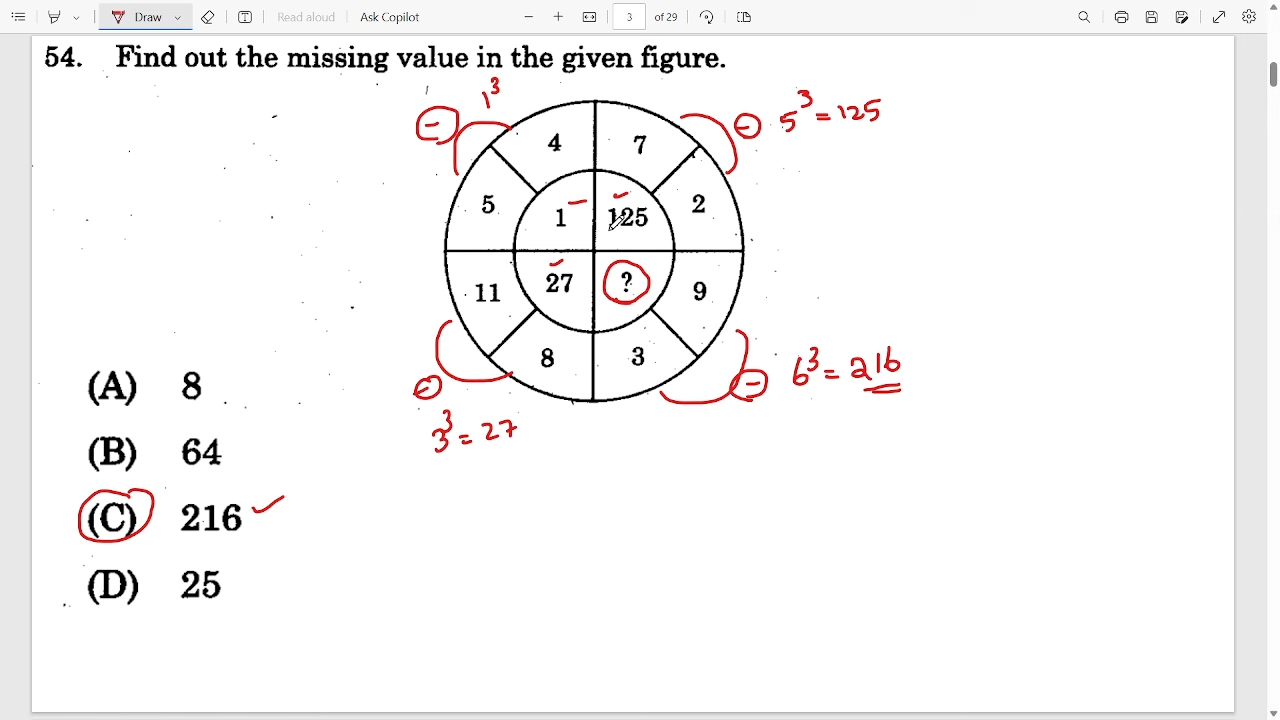 Draw
Read aloud
Ask Copilot
3
of 29
54. Find out the missing value in the given figure.
1³
5³ = 125
4
7
5
2
1
125
27
?
11
9
8
3
6³ = 216
3³ = 27
(A) 8
(B) 64
(C) 216
(D) 25